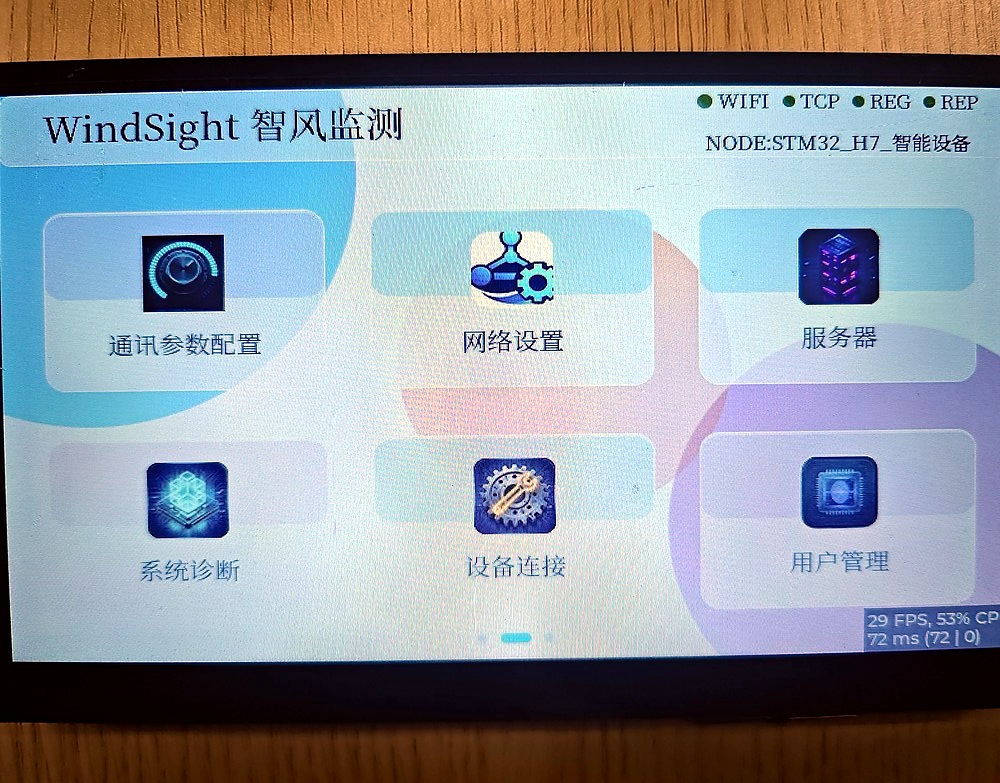 WindSight 智风监测
WIFI TCP REG REP
NODE:STM32_H7_智能设备
通讯参数配置
网络设置
服务器
系统诊断
设备连接
用户管理
29 FPS, 53% CP
72 ms (72 | 0)